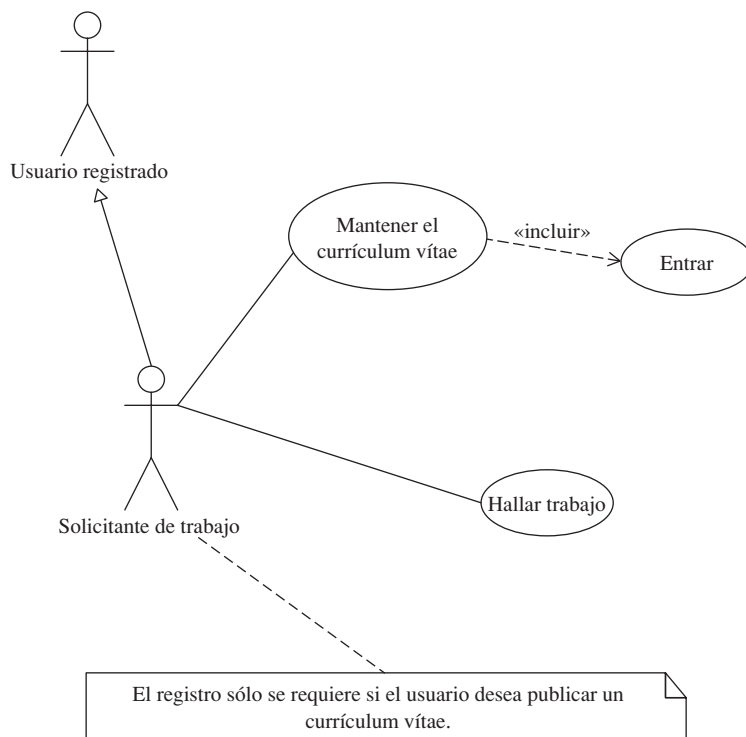 Usuario registrado
Mantener el
currículum vítae
«incluir»
Entrar
Hallar trabajo
Solicitante de trabajo
El registro sólo se requiere si el usuario desea publicar un
currículum vítae.